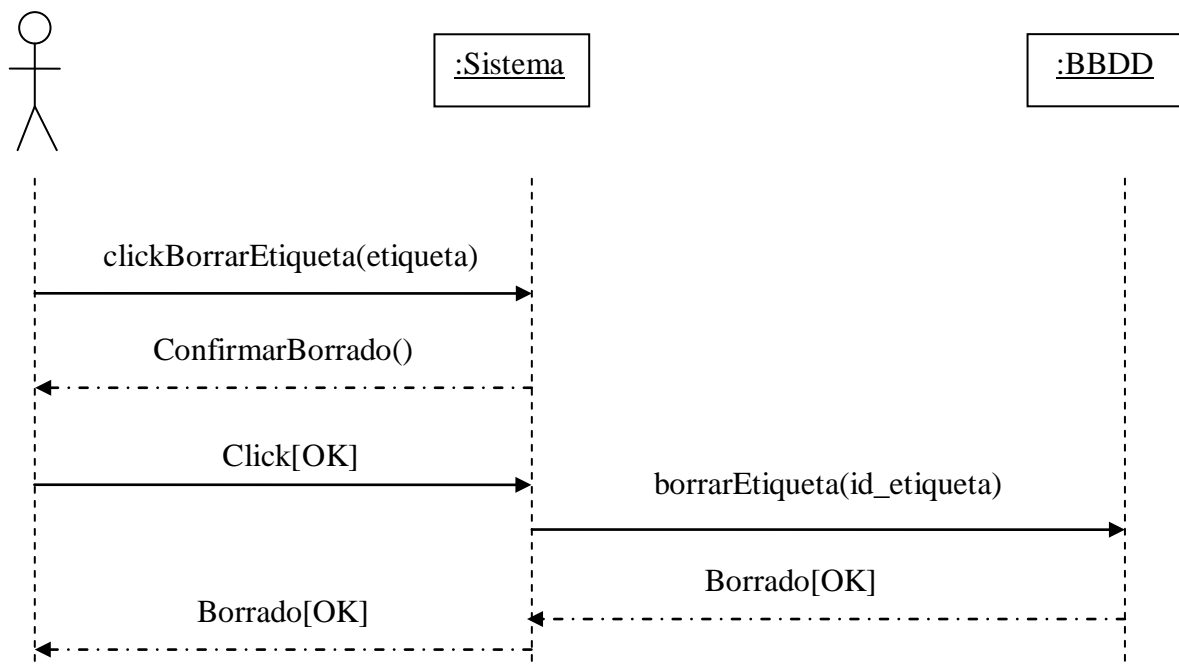 :Sistema
:BBDD
clickBorrarEtiqueta(etiqueta)
ConfirmarBorrado()
Click[OK]
borrarEtiqueta(id_etiqueta)
Borrado[OK]
Borrado[OK]